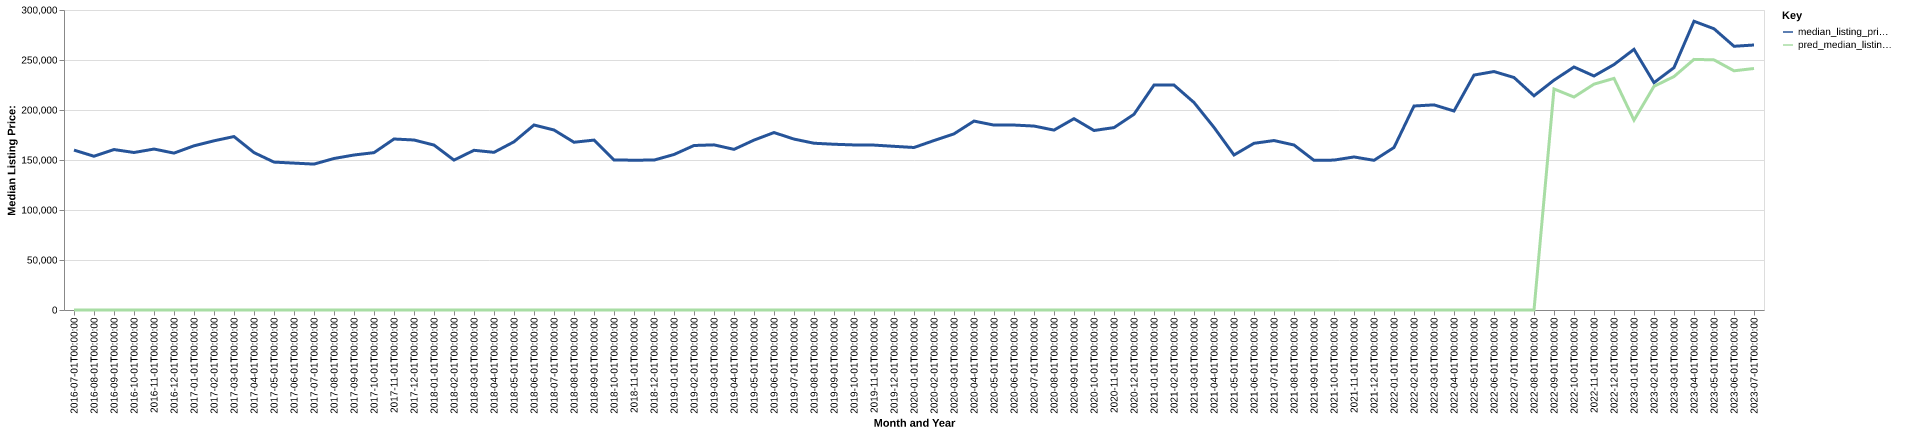 300,000
250,000
200,000
150,000
100,000
50,000
0
Median Listing Price:
2016-07-01T00:00:00
2016-08-01T00:00:00
2016-09-01T00:00:00
2016-10-01T00:00:00
2016-11-01T00:00:00
2016-12-01T00:00:00
2017-01-01T00:00:00
2017-02-01T00:00:00
2017-03-01T00:00:00
2017-04-01T00:00:00
2017-05-01T00:00:00
2017-06-01T00:00:00
2017-07-01T00:00:00
2017-08-01T00:00:00
2017-09-01T00:00:00
2017-10-01T00:00:00
2017-11-01T00:00:00
2017-12-01T00:00:00
2018-01-01T00:00:00
2018-02-01T00:00:00
2018-03-01T00:00:00
2018-04-01T00:00:00
2018-05-01T00:00:00
2018-06-01T00:00:00
2018-07-01T00:00:00
2018-08-01T00:00:00
2018-09-01T00:00:00
2018-10-01T00:00:00
2018-11-01T00:00:00
2018-12-01T00:00:00
2019-01-01T00:00:00
2019-02-01T00:00:00
2019-03-01T00:00:00
2019-04-01T00:00:00
2019-05-01T00:00:00
2019-06-01T00:00:00
2019-07-01T00:00:00
2019-08-01T00:00:00
2019-09-01T00:00:00
2019-10-01T00:00:00
2019-11-01T00:00:00
2019-12-01T00:00:00
2020-01-01T00:00:00
2020-02-01T00:00:00
2020-03-01T00:00:00
2020-04-01T00:00:00
2020-05-01T00:00:00
2020-06-01T00:00:00
2020-07-01T00:00:00
2020-08-01T00:00:00
2020-09-01T00:00:00
2020-10-01T00:00:00
2020-11-01T00:00:00
2020-12-01T00:00:00
2021-01-01T00:00:00
2021-02-01T00:00:00
2021-03-01T00:00:00
2021-04-01T00:00:00
2021-05-01T00:00:00
2021-06-01T00:00:00
2021-07-01T00:00:00
2021-08-01T00:00:00
2021-09-01T00:00:00
2021-10-01T00:00:00
2021-11-01T00:00:00
2021-12-01T00:00:00
2022-01-01T00:00:00
2022-02-01T00:00:00
2022-03-01T00:00:00
2022-04-01T00:00:00
2022-05-01T00:00:00
2022-06-01T00:00:00
2022-07-01T00:00:00
2022-08-01T00:00:00
2022-09-01T00:00:00
2022-10-01T00:00:00
2022-11-01T00:00:00
2022-12-01T00:00:00
2023-01-01T00:00:00
2023-02-01T00:00:00
2023-03-01T00:00:00
2023-04-01T00:00:00
2023-05-01T00:00:00
2023-06-01T00:00:00
2023-07-01T00:00:00
Month and Year
Key
median_listing_pri…
pred_median_listin…